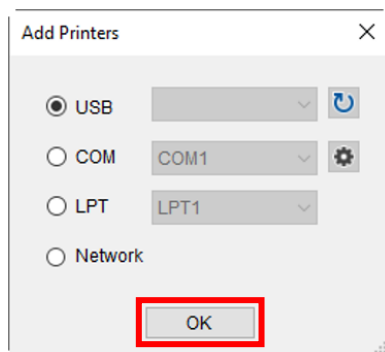 Add Printers
USB
COM COM1
LPT LPT1
Network
OK